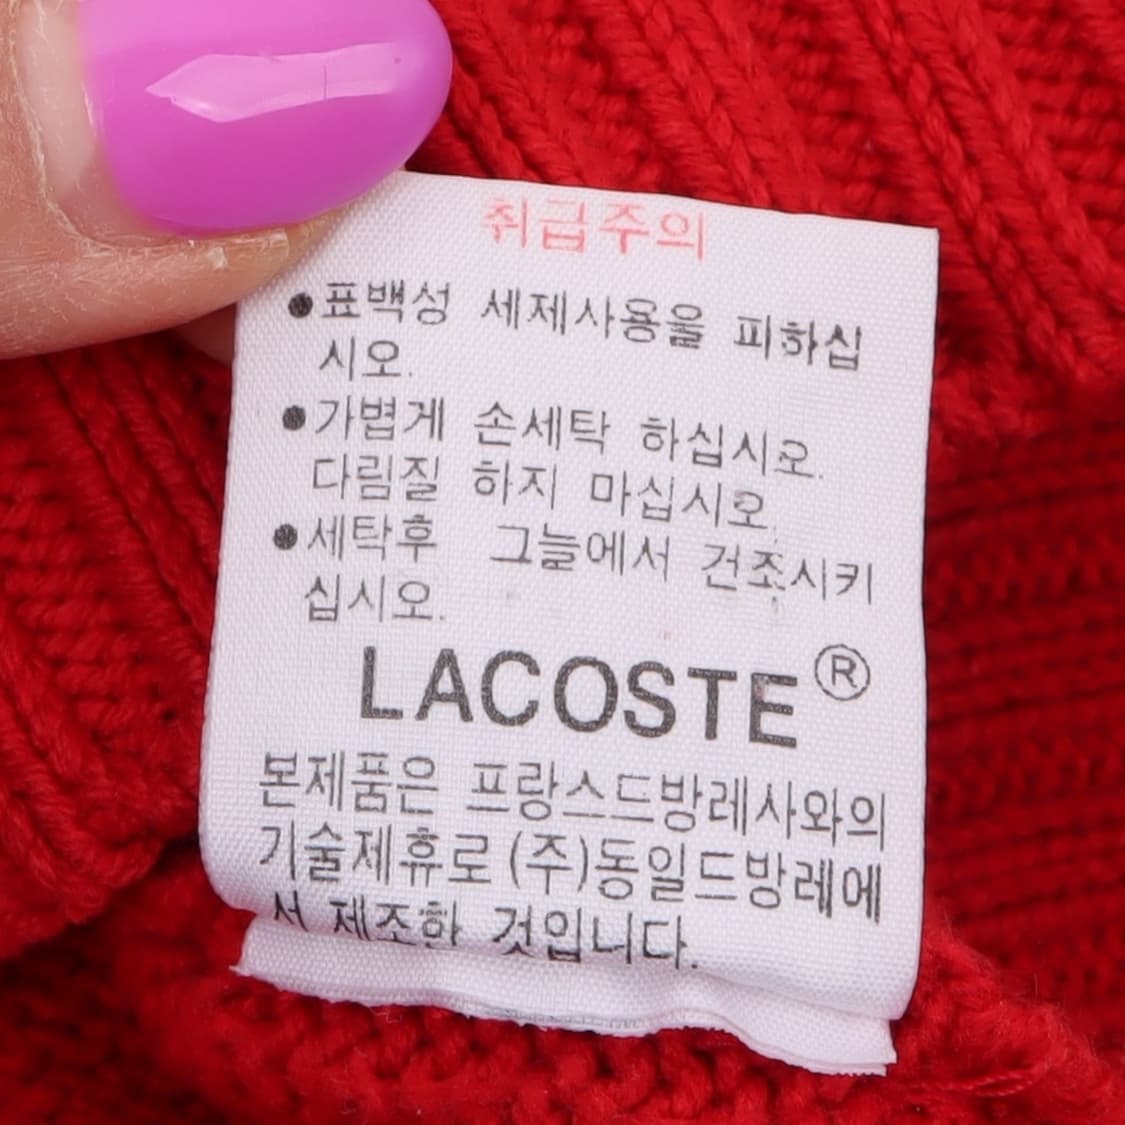 취급주의
●표백성 세제사용을 피하십
시오.
●가볍게 손세탁 하십시오.
다림질 하지 마십시오.
●세탁후 그늘에서 건조시키
십시오.
LACOSTE®
본제품은 프랑스드방레사와의
기술제휴로 (주)동일드방레에
서 제조한 것입니다.